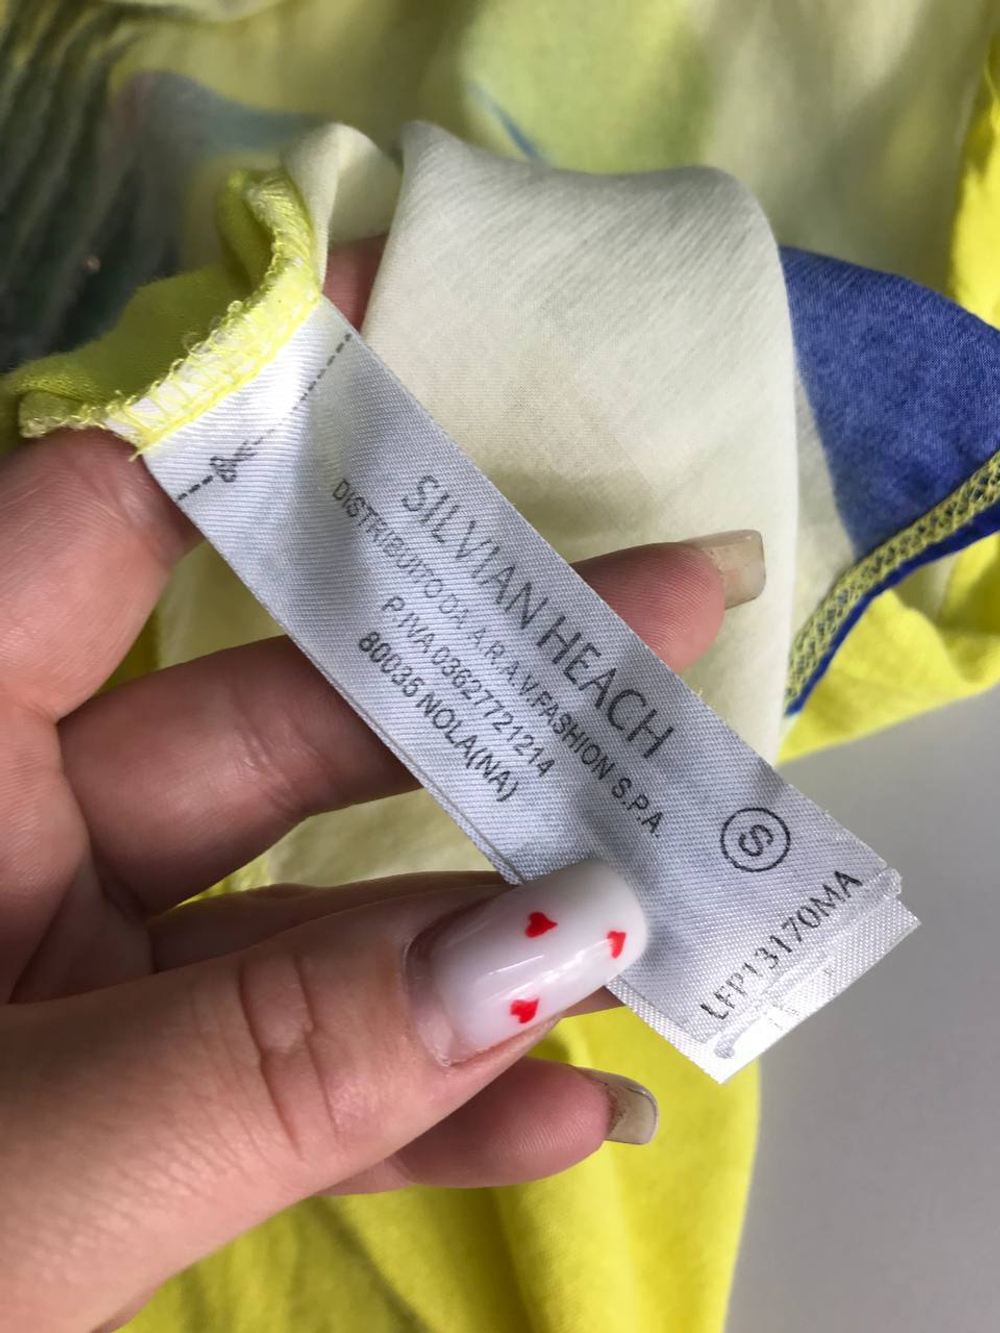 SILVIAN HEACH
DISTRIBUITO DA A.R.A.V.FASHION S.P.A
P.IVA 03627721214
80035 NOLA(NA)
S
LFP13170MA